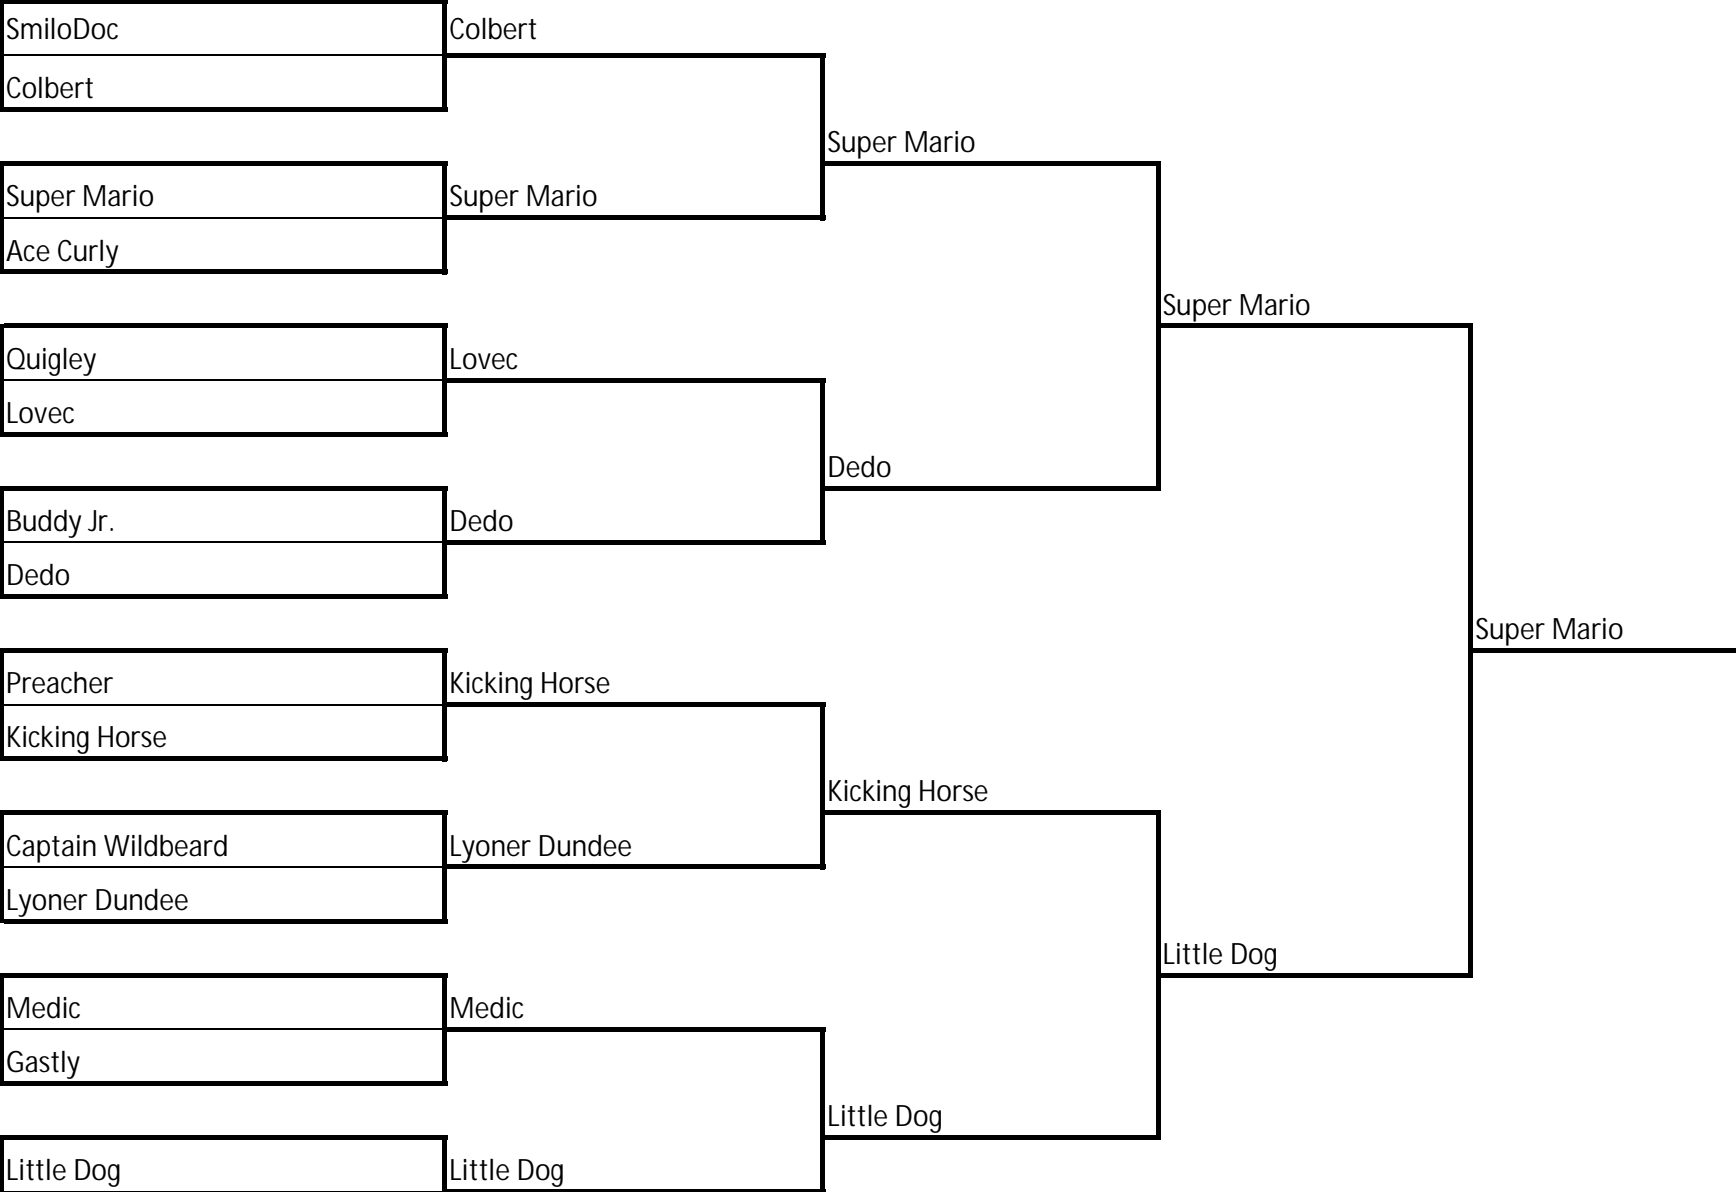 SmiloDoc
Colbert
Colbert
Super Mario
Super Mario
Super Mario
Ace Curly
Super Mario
Quigley
Lovec
Lovec
Dedo
Buddy Jr.
Dedo
Dedo
Super Mario
Preacher
Kicking Horse
Kicking Horse
Kicking Horse
Captain Wildbeard
Lyoner Dundee
Lyoner Dundee
Little Dog
Medic
Medic
Gastly
Little Dog
Little Dog
Little Dog